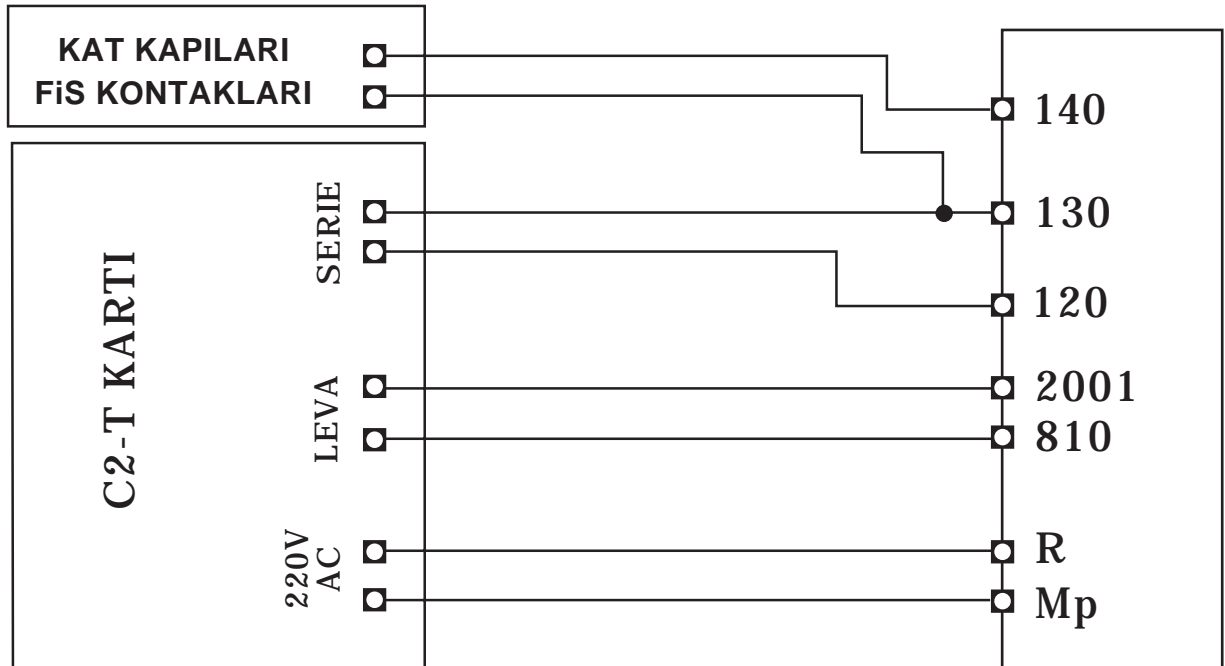 KAT KAPILARI
FiS KONTAKLARI
C2-T KARTI
SERIE
LEVA
220V
AC
140
130
120
2001
810
R
Mp